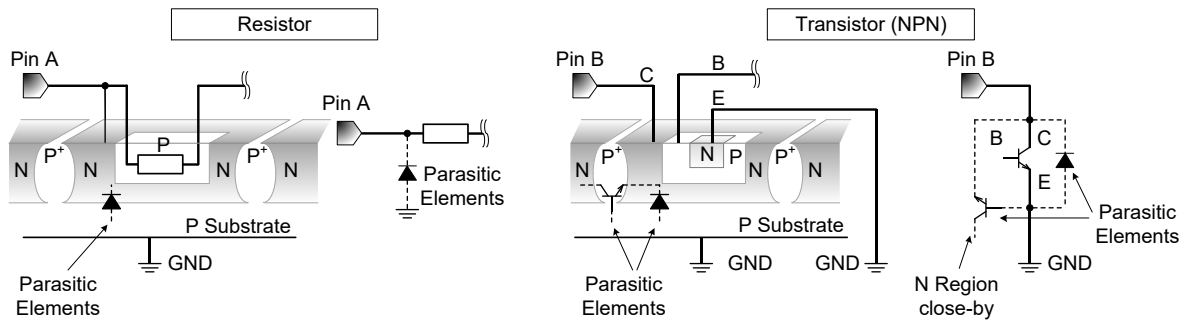 Resistor
Transistor (NPN)
Pin A
Pin B
C
B
E
Pin B
Pin A
N
P⁺
N
P
N
P⁺
N
Parasitic
Elements
N
P⁺
N
N
P
N
P⁺
N
B
C
E
P Substrate
P Substrate
Parasitic
Elements
GND
GND
GND
GND
Parasitic
Elements
Parasitic
Elements
N Region
close-by